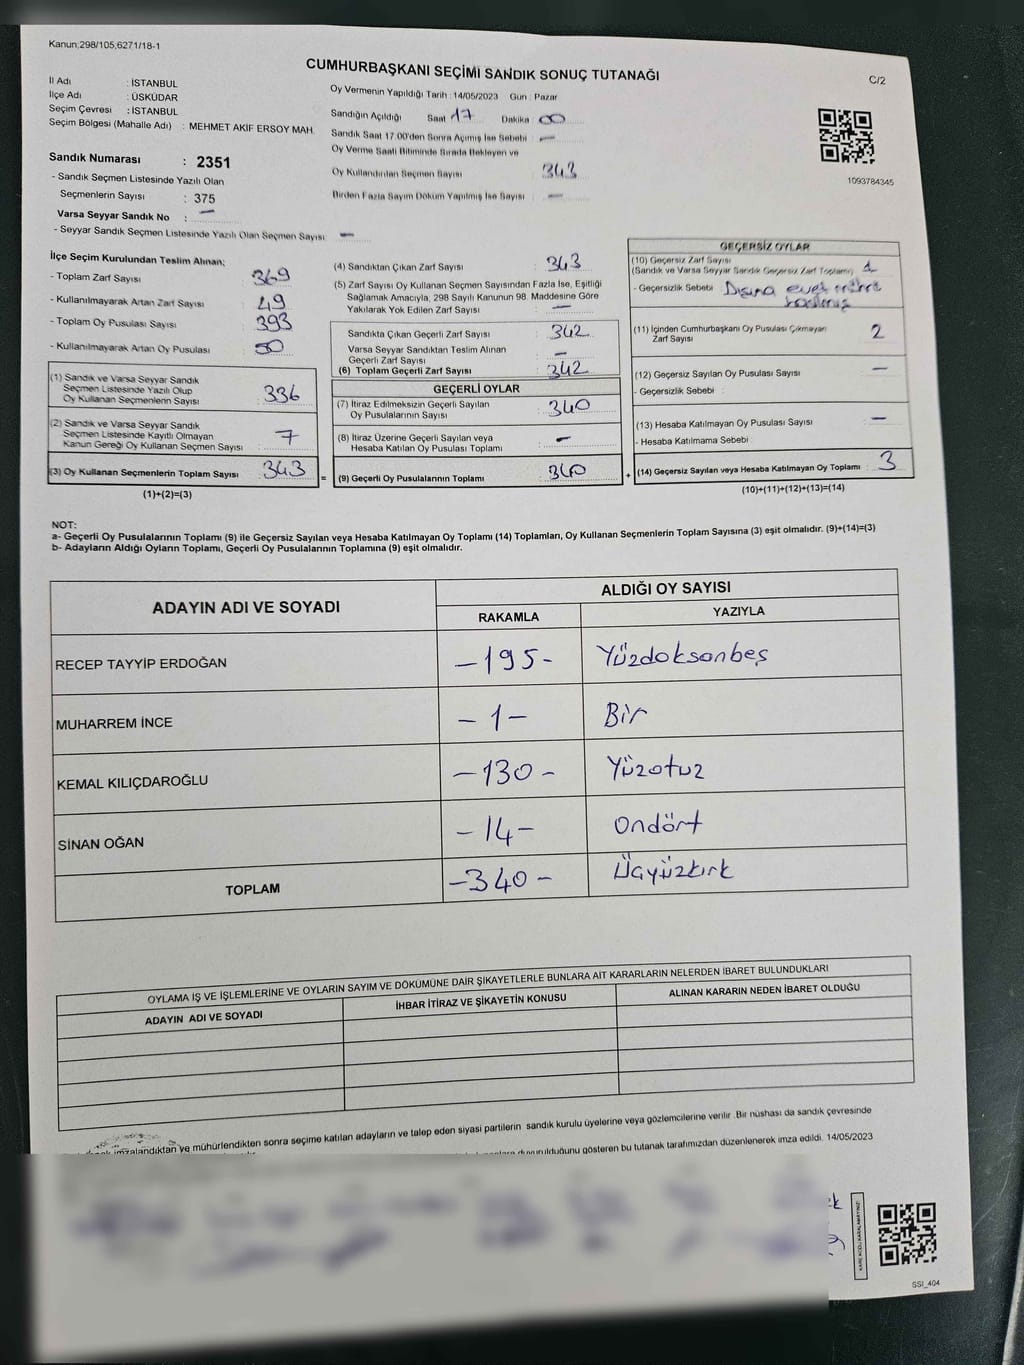 Kanun;298/105,6271/18-1
CUMHURBAŞKANI SEÇİMİ SANDIK SONUÇ TUTANAĞI
C/2
İl Adı : İSTANBUL
İlçe Adı : ÜSKÜDAR
Seçim Çevresi : İSTANBUL
Seçim Bölgesi (Mahalle Adı) : MEHMET AKİF ERSOY MAH.
Oy Vermenin Yapıldığı Tarih : 14/05/2023 Gün : Pazar
Sandığın Açıldığı Saat 17 Dakika 00
Sandık Saat 17.00'den Sonra Açımış İse Sebebi : —
Oy Verme Saati Bitiminde Sırada Bekleyen ve
Oy Kullandırılan Seçmen Sayısı 343
Birden Fazla Sayım Döküm Yapılmış İse Sayısı : —
1093784345
Sandık Numarası : 2351
- Sandık Seçmen Listesinde Yazılı Olan
Seçmenlerin Sayısı : 375
Varsa Seyyar Sandık No : —
- Seyyar Sandık Seçmen Listesinde Yazılı Olan Seçmen Sayısı : —
İlçe Seçim Kurulundan Teslim Alınan;
- Toplam Zarf Sayısı : 369
- Kullanılmayarak Artan Zarf Sayısı : 49
- Toplam Oy Pusulası Sayısı : 393
- Kullanılmayarak Artan Oy Pusulası : 50
(1) Sandık ve Varsa Seyyar Sandık
Seçmen Listesinde Yazılı Olup
Oy Kullanan Seçmenlerin Sayısı : 336
(2) Sandık ve Varsa Seyyar Sandık
Seçmen Listesinde Kayıtlı Olmayan
Kanun Gereği Oy Kullanan Seçmen Sayısı : 7
(3) Oy Kullanan Seçmenlerin Toplam Sayısı : 343
(1)+(2)=(3)
(4) Sandıktan Çıkan Zarf Sayısı : 343
(5) Zarf Sayısı Oy Kullanan Seçmen Sayısından Fazla İse, Eşitliği
Sağlamak Amacıyla; 298 Sayılı Kanunun 98. Maddesine Göre
Yakılarak Yok Edilen Zarf Sayısı : —
Sandıkta Çıkan Geçerli Zarf Sayısı : 342
Varsa Seyyar Sandıktan Teslim Alınan
Geçerli Zarf Sayısı : —
(6) Toplam Geçerli Zarf Sayısı : 342
GEÇERLİ OYLAR
(7) İtiraz Edilmeksizin Geçerli Sayılan
Oy Pusulalarının Sayısı : 340
(8) İtiraz Üzerine Geçerli Sayılan veya
Hesaba Katılan Oy Pusulası Toplamı : —
= (9) Geçerli Oy Pusulalarının Toplamı : 340
GEÇERSİZ OYLAR
(10) Geçersiz Zarf Sayısı
(Sandık ve Varsa Seyyar Sandık Geçersiz Zarf Toplamı) : 1
- Geçersizlik Sebebi : Dışına evet mührü
(11) İçinden Cumhurbaşkanı Oy Pusulası Çıkmayan
Zarf Sayısı : 2
(12) Geçersiz Sayılan Oy Pusulası Sayısı : —
- Geçersizlik Sebebi :
(13) Hesaba Katılmayan Oy Pusulası Sayısı : —
- Hesaba Katılmama Sebebi :
+ (14) Geçersiz Sayılan veya Hesaba Katılmayan Oy Toplamı : 3
(10)+(11)+(12)+(13)=(14)
NOT:
a- Geçerli Oy Pusulalarının Toplamı (9) ile Geçersiz Sayılan veya Hesaba Katılmayan Oy Toplamı (14) Toplamları, Oy Kullanan Seçmenlerin Toplam Sayısına (3) eşit olmalıdır. (9)+(14)=(3)
b- Adayların Aldığı Oyların Toplamı, Geçerli Oy Pusulalarının Toplamına (9) eşit olmalıdır.
ADAYIN ADI VE SOYADI
ALDIĞI OY SAYISI
RAKAMLA YAZIYLA
RECEP TAYYİP ERDOĞAN -195- Yüzdoksanbeş
MUHARREM İNCE -1- Bir
KEMAL KILIÇDAROĞLU -130- Yüzotuz
SİNAN OĞAN -14- Ondört
TOPLAM -340- Üçyüzkırk
OYLAMA İŞ VE İŞLEMLERİNE VE OYLARIN SAYIM VE DÖKÜMÜNE DAİR ŞİKAYETLERLE BUNLARA AİT KARARLARIN NELERDEN İBARET BULUNDUKLARI
ADAYIN ADI VE SOYADI İHBAR İTİRAZ VE ŞİKAYETİN KONUSU ALINAN KARARIN NEDEN İBARET OLDUĞU
imzalandıktan ve mühürlendikten sonra seçime katılan adayların ve talep eden siyasi partilerin sandık kurulu üyelerine veya gözlemcilerine verilir .Bir nüshası da sandık çevresinde
duyurulduğunu gösteren bu tutanak tarafımızdan düzenlenerek imza edildi. 14/05/2023
KARE KODU KARALAMAYINIZ!
SSI_404